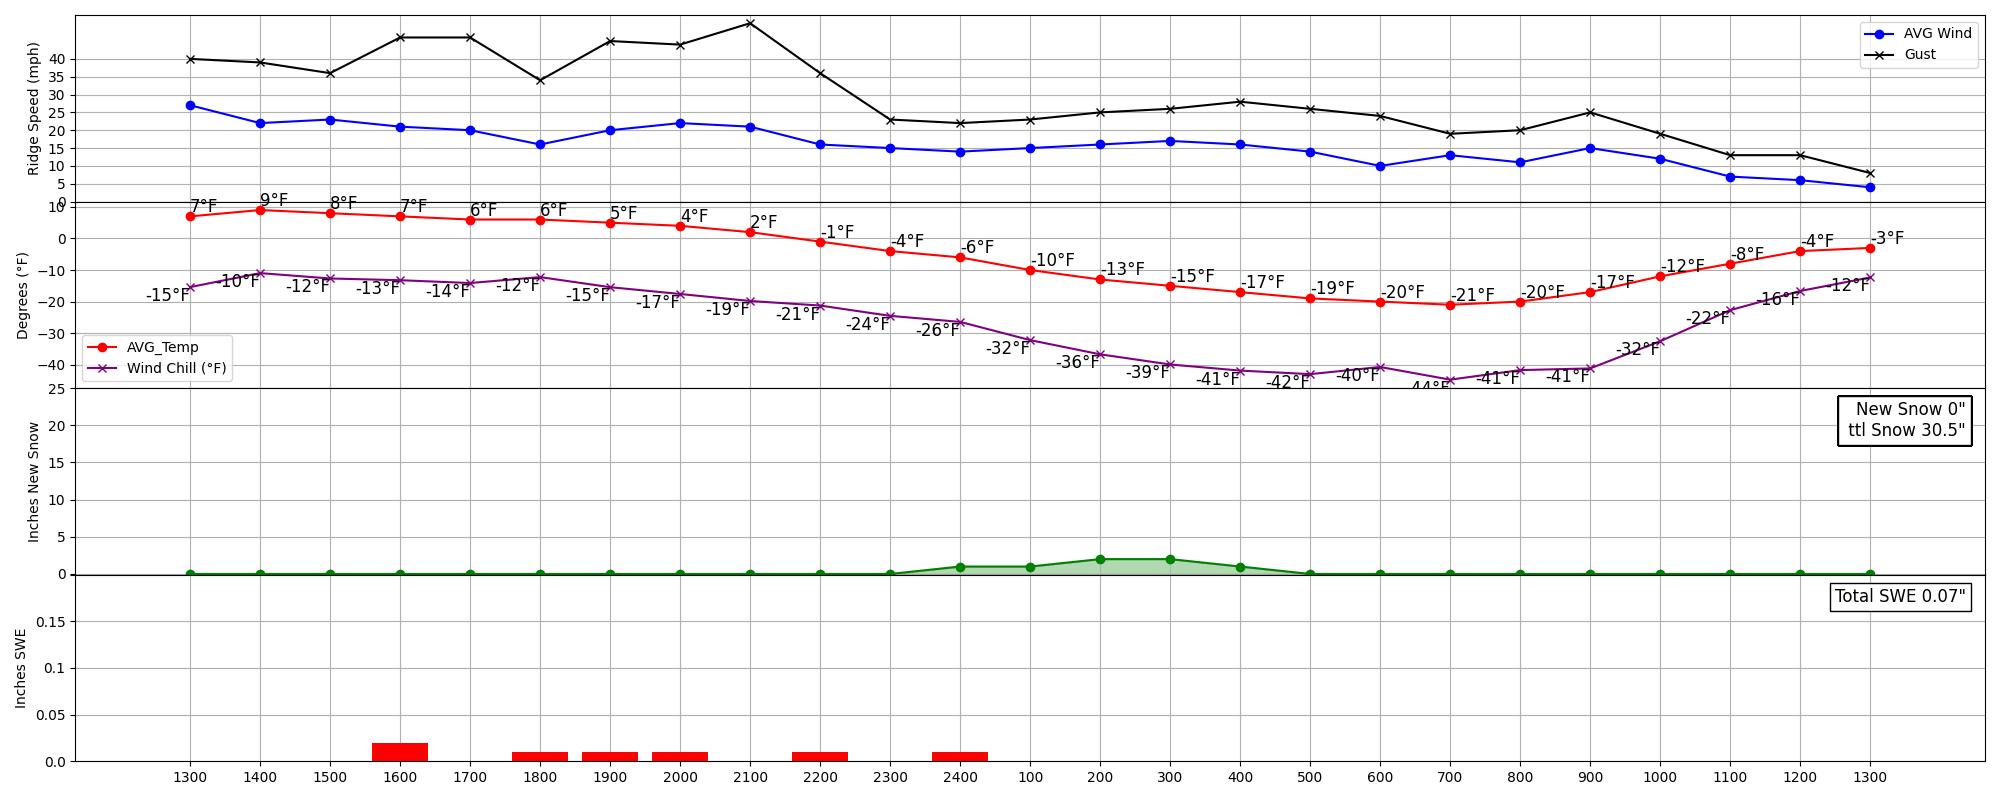 Ridge Speed (mph)
40
35
30
25
20
15
10
5
0
AVG Wind
Gust
Degrees (°F)
10
0
−10
−20
−30
−40
7°F
9°F
8°F
7°F
6°F
6°F
5°F
4°F
2°F
-1°F
-4°F
-6°F
-10°F
-13°F
-15°F
-17°F
-19°F
-20°F
-21°F
-20°F
-17°F
-12°F
-8°F
-4°F
-3°F
-15°F
-10°F
-12°F
-13°F
-14°F
-12°F
-15°F
-17°F
-19°F
-21°F
-24°F
-26°F
-32°F
-36°F
-39°F
-41°F
-42°F
-40°F
-44°F
-41°F
-41°F
-32°F
-22°F
-16°F
-12°F
AVG_Temp
Wind Chill (°F)
Inches New Snow
25
20
15
10
5
0
New Snow 0"
ttl Snow 30.5"
Inches SWE
0.15
0.1
0.05
0.0
Total SWE 0.07"
1300 1400 1500 1600 1700 1800 1900 2000 2100 2200 2300 2400 100 200 300 400 500 600 700 800 900 1000 1100 1200 1300